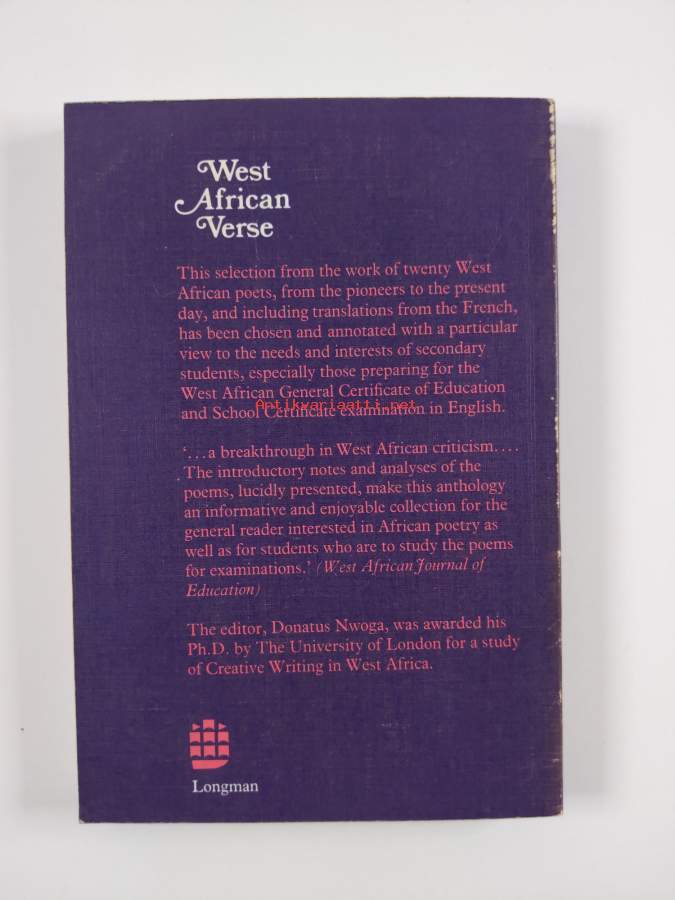 West
African
Verse
This selection from the work of twenty West
African poets, from the pioneers to the present
day, and including translations from the French,
has been chosen and annotated with a particular
view to the needs and interests of secondary
students, especially those preparing for the
West African General Certificate of Education
and School Certificate examination in English.
Antikvariaatti.net
‘...a breakthrough in West African criticism....
The introductory notes and analyses of the
poems, lucidly presented, make this anthology
an informative and enjoyable collection for the
general reader interested in African poetry as
well as for students who are to study the poems
for examinations.’ (West African Journal of
Education)
The editor, Donatus Nwoga, was awarded his
Ph.D. by The University of London for a study
of Creative Writing in West Africa.
Longman